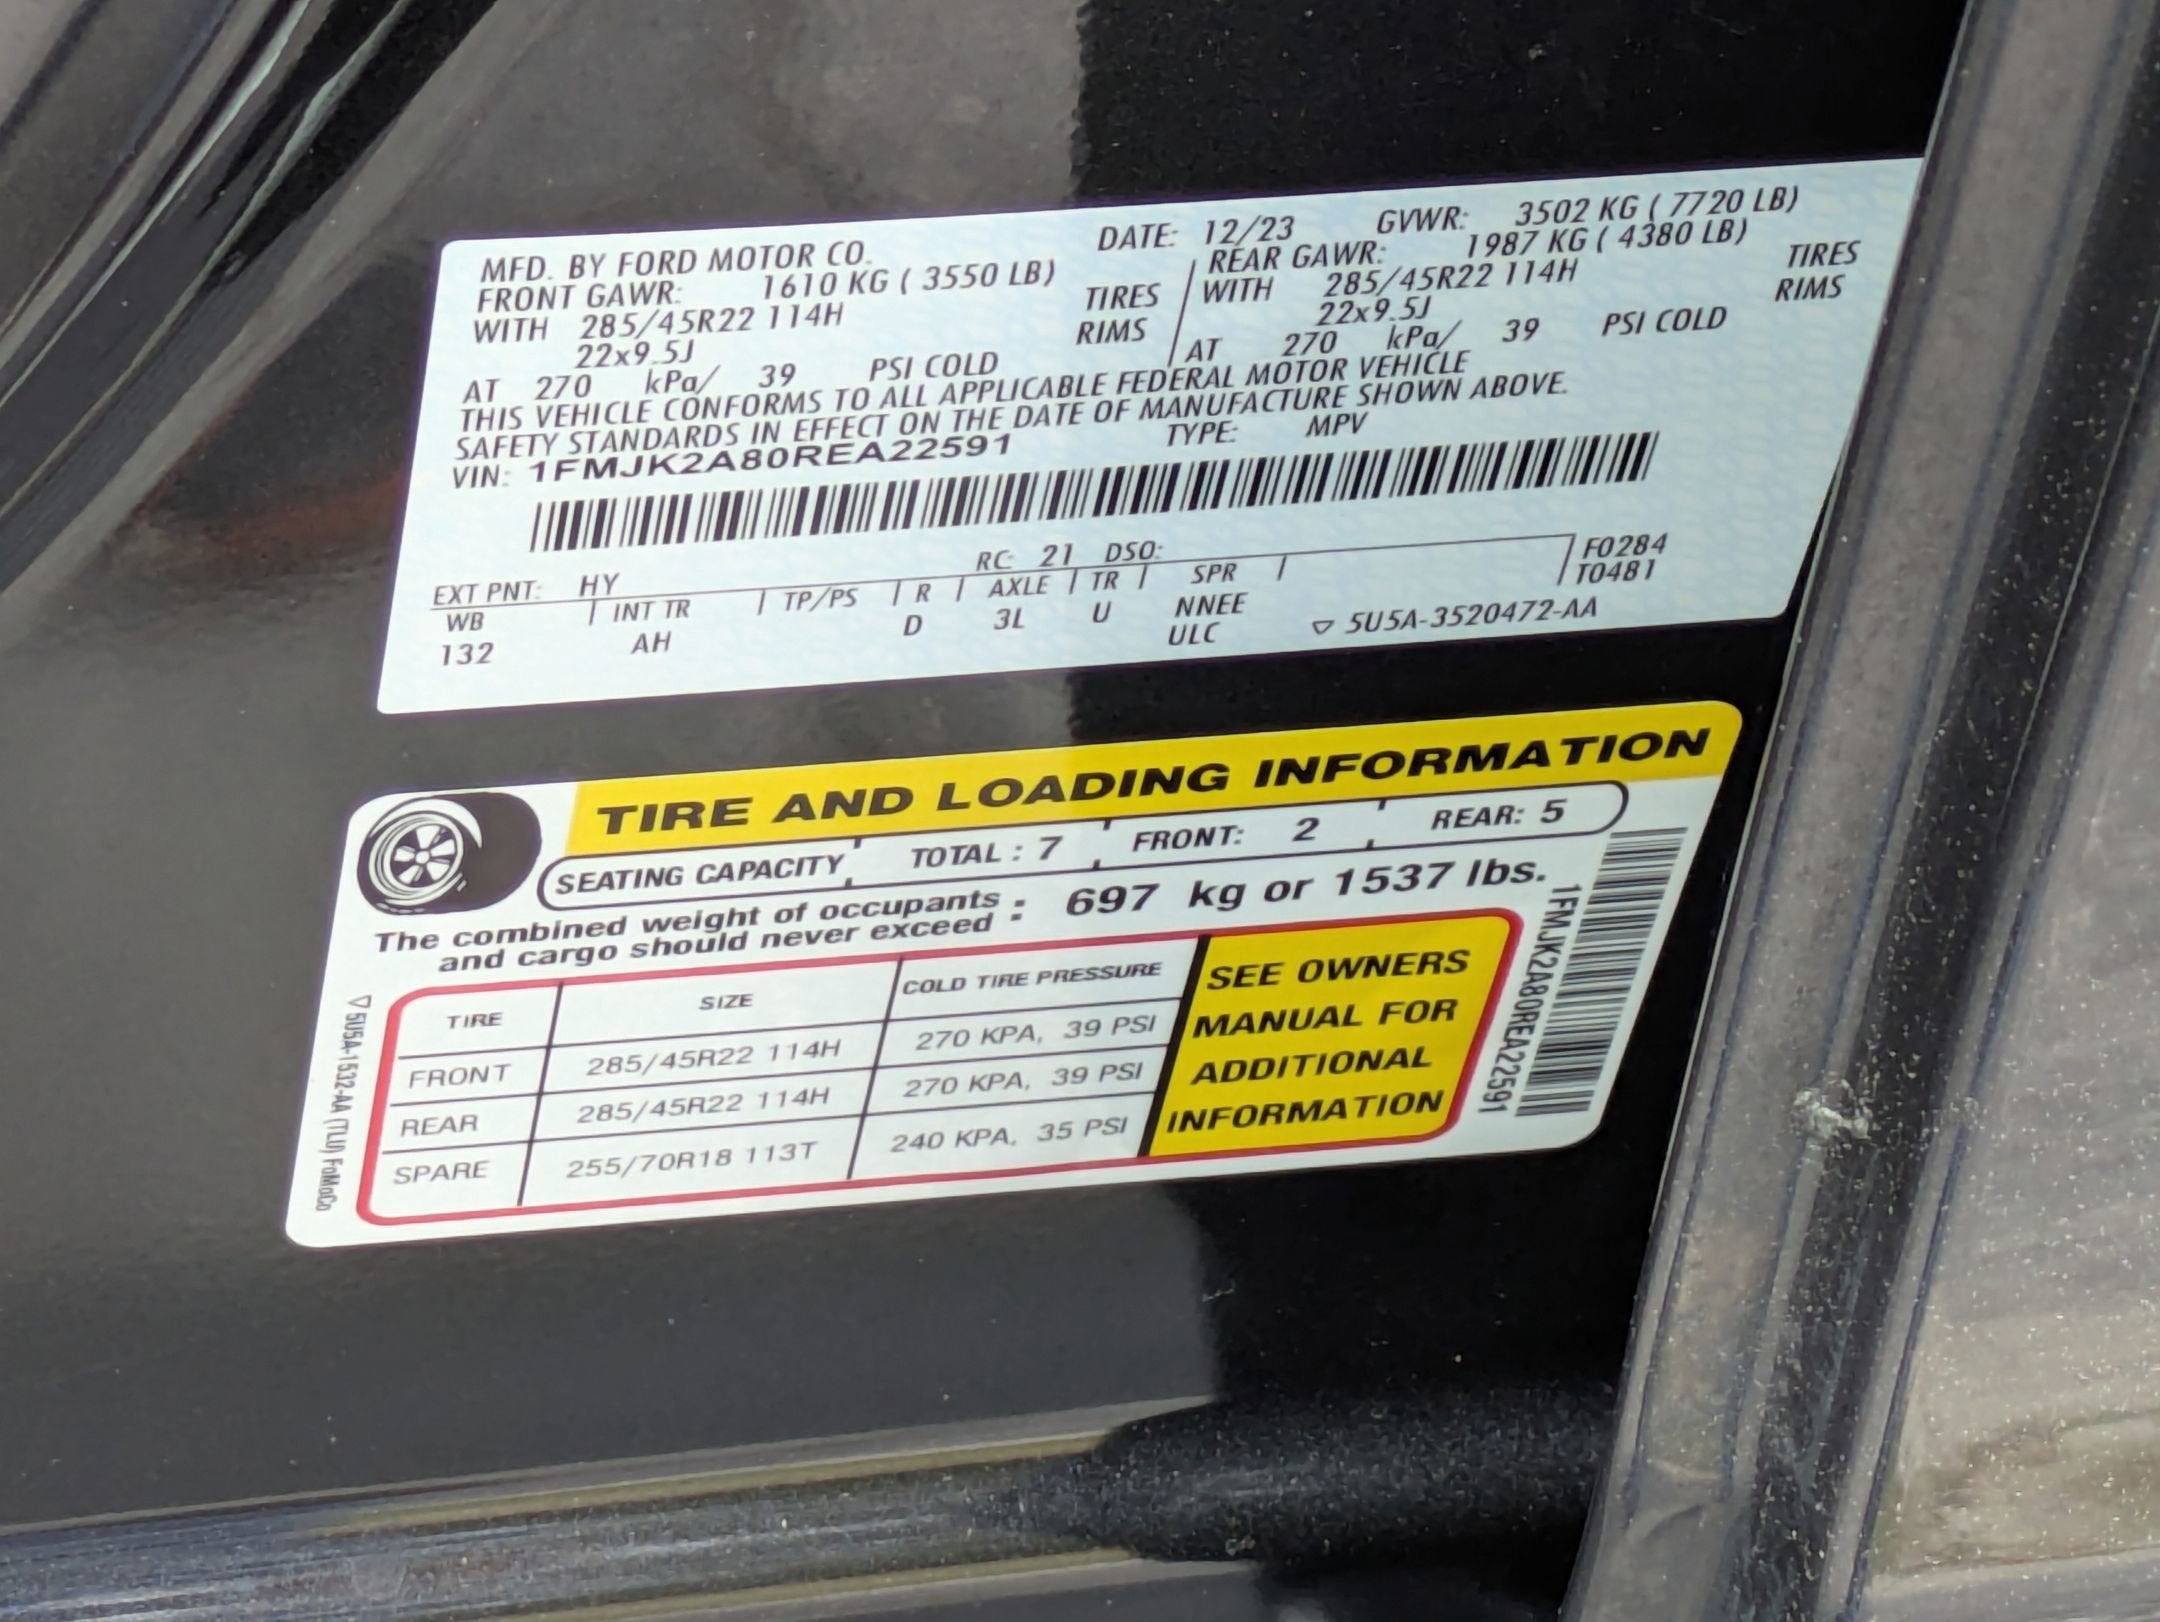 MFD. BY FORD MOTOR CO. DATE: 12/23 GVWR: 3502 KG ( 7720 LB)
FRONT GAWR: 1610 KG ( 3550 LB) REAR GAWR: 1987 KG ( 4380 LB)
WITH 285/45R22 114H TIRES WITH 285/45R22 114H TIRES
22x9.5J RIMS 22x9.5J RIMS
AT 270 kPa/ 39 PSI COLD AT 270 kPa/ 39 PSI COLD
THIS VEHICLE CONFORMS TO ALL APPLICABLE FEDERAL MOTOR VEHICLE
SAFETY STANDARDS IN EFFECT ON THE DATE OF MANUFACTURE SHOWN ABOVE.
VIN: 1FMJK2A80REA22591 TYPE: MPV
EXT PNT: HY RC: 21 DSO: F0284
WB INT TR TP/PS R AXLE TR SPR T0481
132 AH D 3L U NNEE
ULC 5U5A-3520472-AA
TIRE AND LOADING INFORMATION
SEATING CAPACITY TOTAL : 7 FRONT: 2 REAR: 5
The combined weight of occupants
and cargo should never exceed : 697 kg or 1537 lbs.
TIRE SIZE COLD TIRE PRESSURE
FRONT 285/45R22 114H 270 KPA, 39 PSI
REAR 285/45R22 114H 270 KPA, 39 PSI
SPARE 255/70R18 113T 240 KPA, 35 PSI
SEE OWNERS
MANUAL FOR
ADDITIONAL
INFORMATION
1FMJK2A80REA22591
5U5A-1532-AA (TLU) FoMoCo